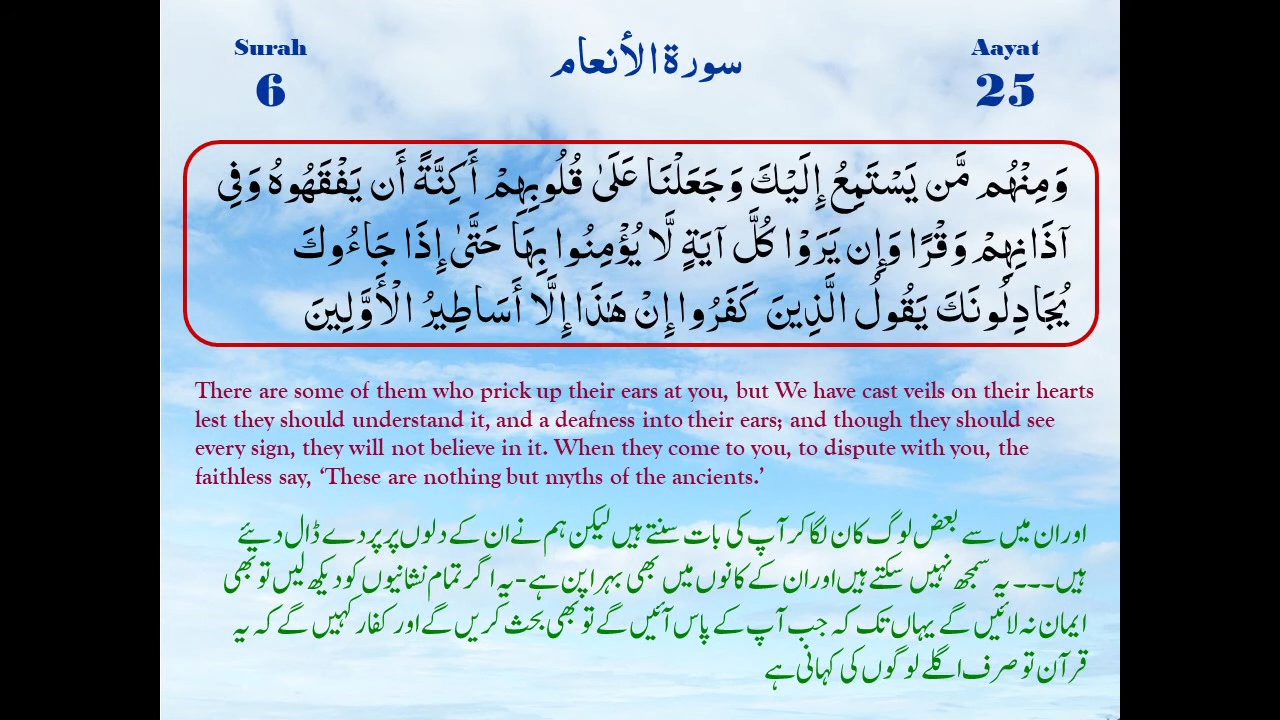 Surah
6
سورة الأنعام
Aayat
25
وَمِنْهُم مَّن يَسْتَمِعُ إِلَيْكَ وَجَعَلْنَا عَلَىٰ قُلُوبِهِمْ أَكِنَّةً أَن يَفْقَهُوهُ وَفِي
آذَانِهِمْ وَقْرًا وَإِن يَرَوْا كُلَّ آيَةٍ لَّا يُؤْمِنُوا بِهَا حَتَّىٰ إِذَا جَاءُوكَ
يُجَادِلُونَكَ يَقُولُ الَّذِينَ كَفَرُوا إِنْ هَٰذَا إِلَّا أَسَاطِيرُ الْأَوَّلِينَ
There are some of them who prick up their ears at you, but We have cast veils on their hearts
lest they should understand it, and a deafness into their ears; and though they should see
every sign, they will not believe in it. When they come to you, to dispute with you, the
faithless say, ‘These are nothing but myths of the ancients.’
اور ان میں سے بعض لوگ کان لگا کر آپ کی بات سنتے ہیں لیکن ہم نے ان کے دلوں پر پردے ڈال دیئے
ہیں۔۔۔ یہ سمجھ نہیں سکتے ہیں اور ان کے کانوں میں بھی بہرا پن ہے - یہ اگر تمام نشانیوں کو دیکھ لیں تو بھی
ایمان نہ لائیں گے یہاں تک کہ جب آپ کے پاس آئیں گے تو بھی بحث کریں گے اور کفار کہیں گے کہ یہ
قرآن تو صرف اگلے لوگوں کی کہانی ہے